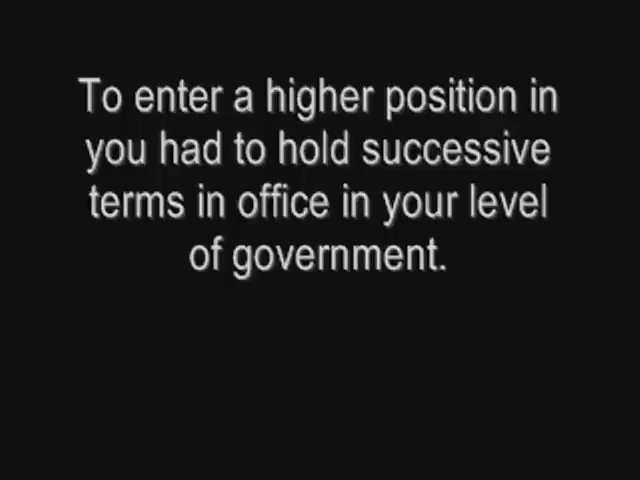 To enter a higher position in
you had to hold successive
terms in office in your level
of government.